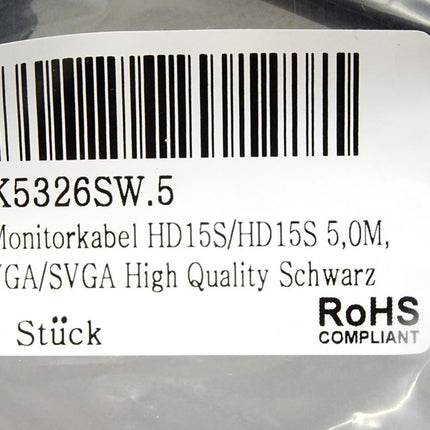 K5326SW.5
Monitorkabel HD15S/HD15S 5,0M,
VGA/SVGA High Quality Schwarz
Stück
RoHS
COMPLIANT